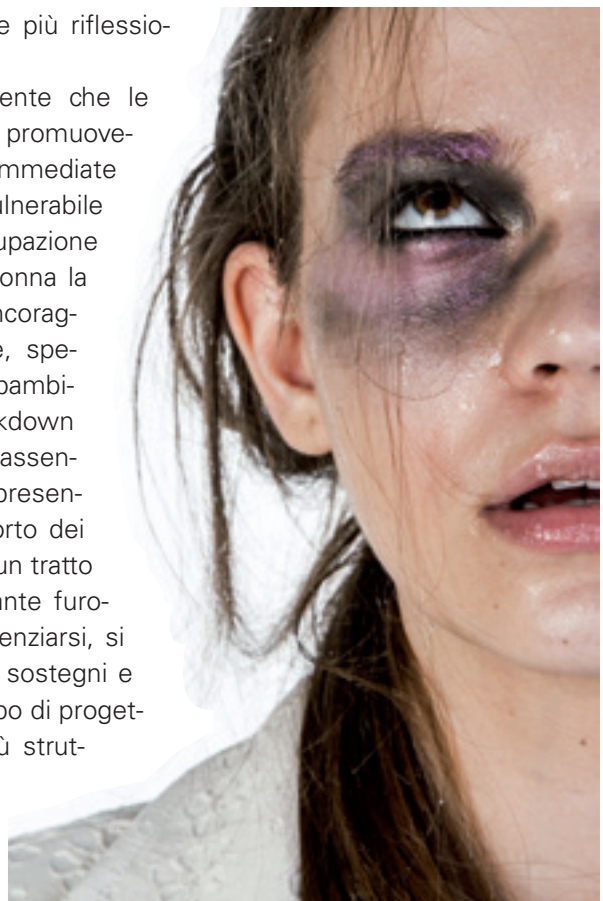 e più riflessio-
ente che le
promuove-
mmediate
ulnerabile
upazione
onna la
ncorag-
e, spe-
bambi-
kdown
assen-
presen-
orto dei
un tratto
ante furo-
enziarsi, si
sostegni e
po di proget-
ù strut-